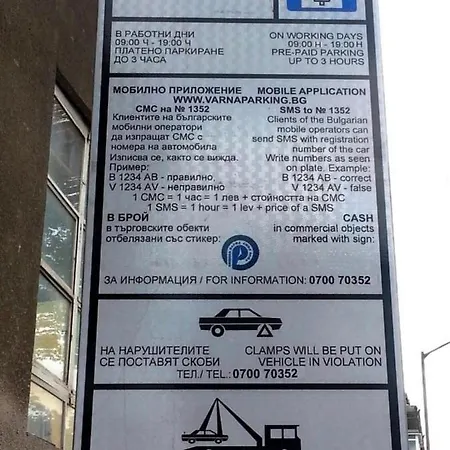 В РАБОТНИ ДНИ ON WORKING DAYS
09:00 Ч - 19:00 Ч 09:00 H - 19:00 H
ПЛАТЕНО ПАРКИРАНЕ PRE-PAID PARKING
ДО 3 ЧАСА UP TO 3 HOURS
МОБИЛНО ПРИЛОЖЕНИЕ MOBILE APPLICATION
WWW.VARNAPARKING.BG
СМС на № 1352 SMS to № 1352
Клиентите на българските Clients of the Bulgarian
мобилни оператори mobile operators can
да изпращат СМС с send SMS with registration
номера на автомобила number of the car
Изписва се, както се вижда. Write numbers as seen
Пример: on plate. Example:
B 1234 AB - правилно, B 1234 AB - correct
V 1234 AV - неправилно V 1234 AV - false
1 СМС = 1 час = 1 лев + стойността на СМС
1 SMS = 1 hour = 1 lev + price of a SMS
В БРОЙ CASH
в търговските обекти in commercial objects
отбелязани със стикер: marked with sign:
ЗА ИНФОРМАЦИЯ / FOR INFORMATION: 0700 70352
НА НАРУШИТЕЛИТЕ CLAMPS WILL BE PUT ON
СЕ ПОСТАВЯТ СКОБИ VEHICLE IN VIOLATION
ТЕЛ./ TEL.: 0700 70352